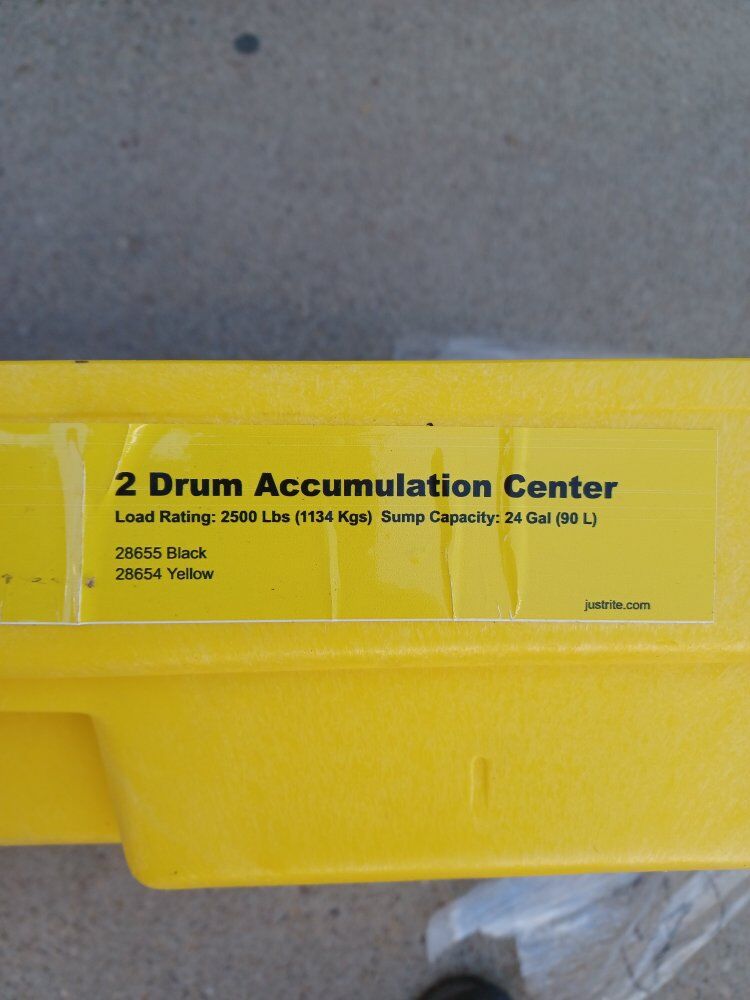 2 Drum Accumulation Center
Load Rating: 2500 Lbs (1134 Kgs) Sump Capacity: 24 Gal (90 L)
28655 Black
28654 Yellow
justrite.com